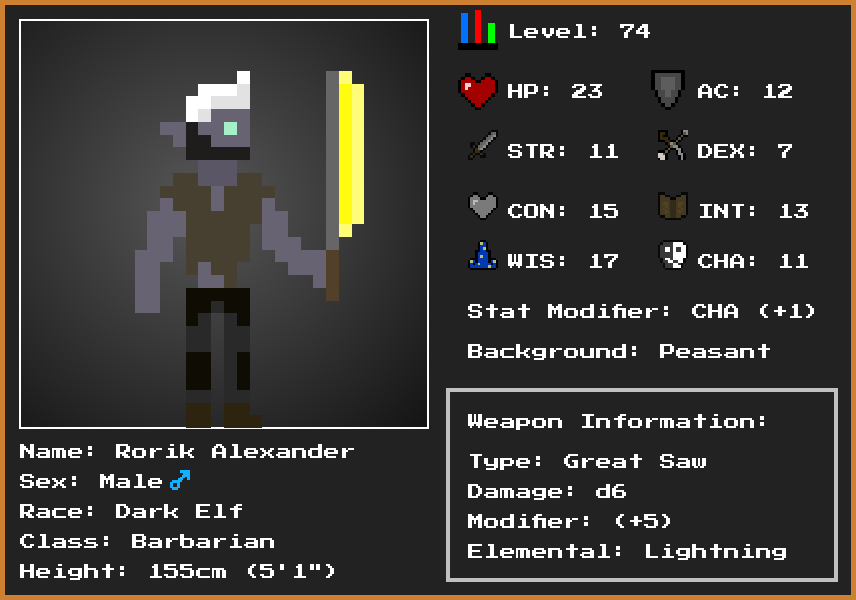 Level: 74
HP: 23 AC: 12
STR: 11 DEX: 7
CON: 15 INT: 13
WIS: 17 CHA: 11
Stat Modifier: CHA (+1)
Background: Peasant
Weapon Information:
Type: Great Saw
Damage: d6
Modifier: (+5)
Elemental: Lightning
Name: Rorik Alexander
Sex: Male♂
Race: Dark Elf
Class: Barbarian
Height: 155cm (5'1")